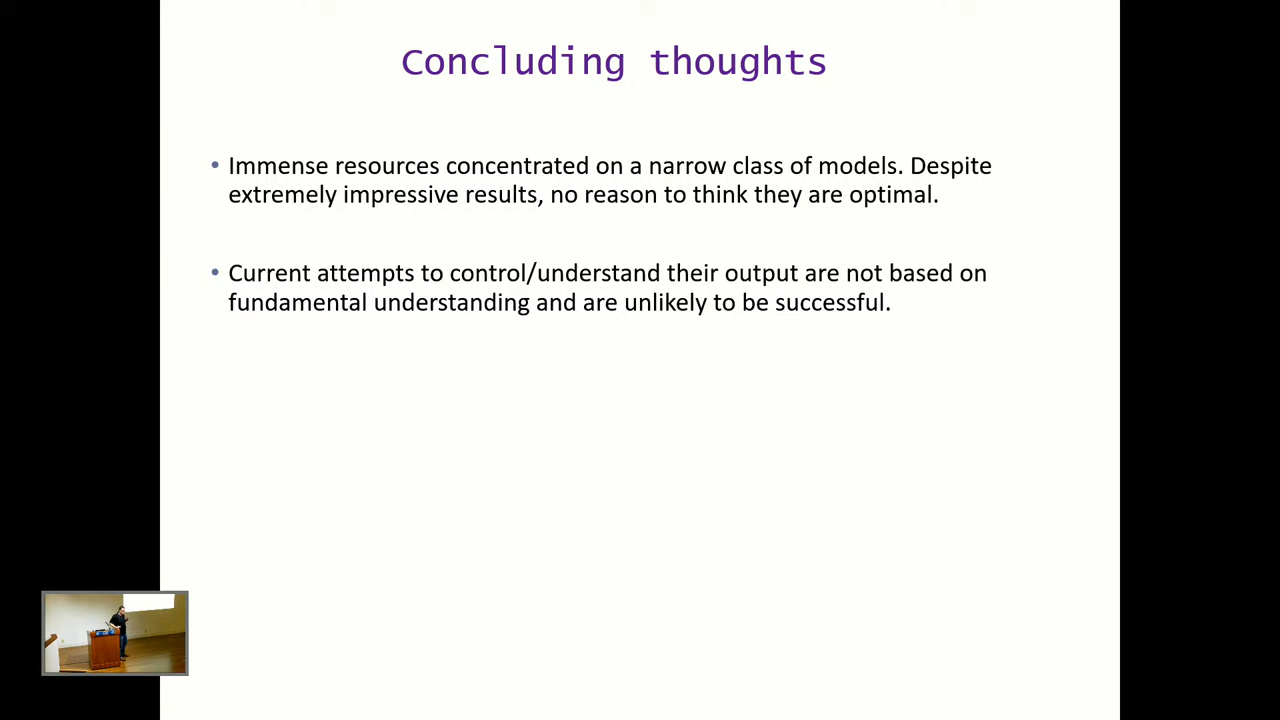 Concluding thoughts
• Immense resources concentrated on a narrow class of models. Despite
extremely impressive results, no reason to think they are optimal.
• Current attempts to control/understand their output are not based on
fundamental understanding and are unlikely to be successful.